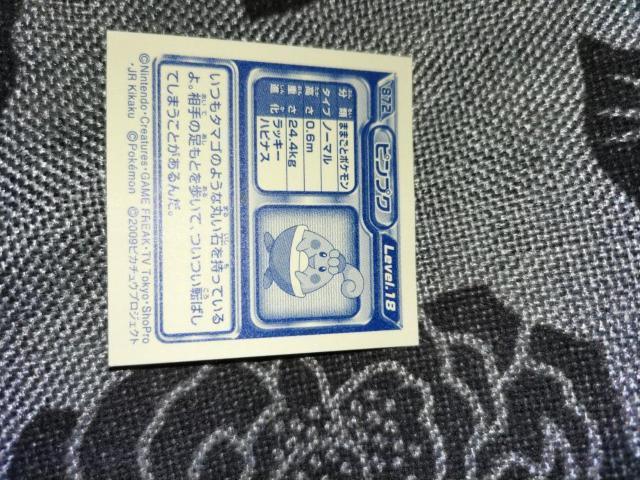 872
ピンプク
Level.18
分類 ままごとポケモン
タイプ ノーマル
高さ 0.6m
重さ 24.4kg
進化 ラッキー
ハピナス
いつもタマゴのような丸い石を持っている
よ。相手の足もとを歩いて、ついつい転ばし
てしまうことがあるんだ。
©Nintendo・Creatures・GAME FREAK・TV Tokyo・ShoPro
・JR Kikaku ©Pokémon ©2009ピカチュウプロジェクト